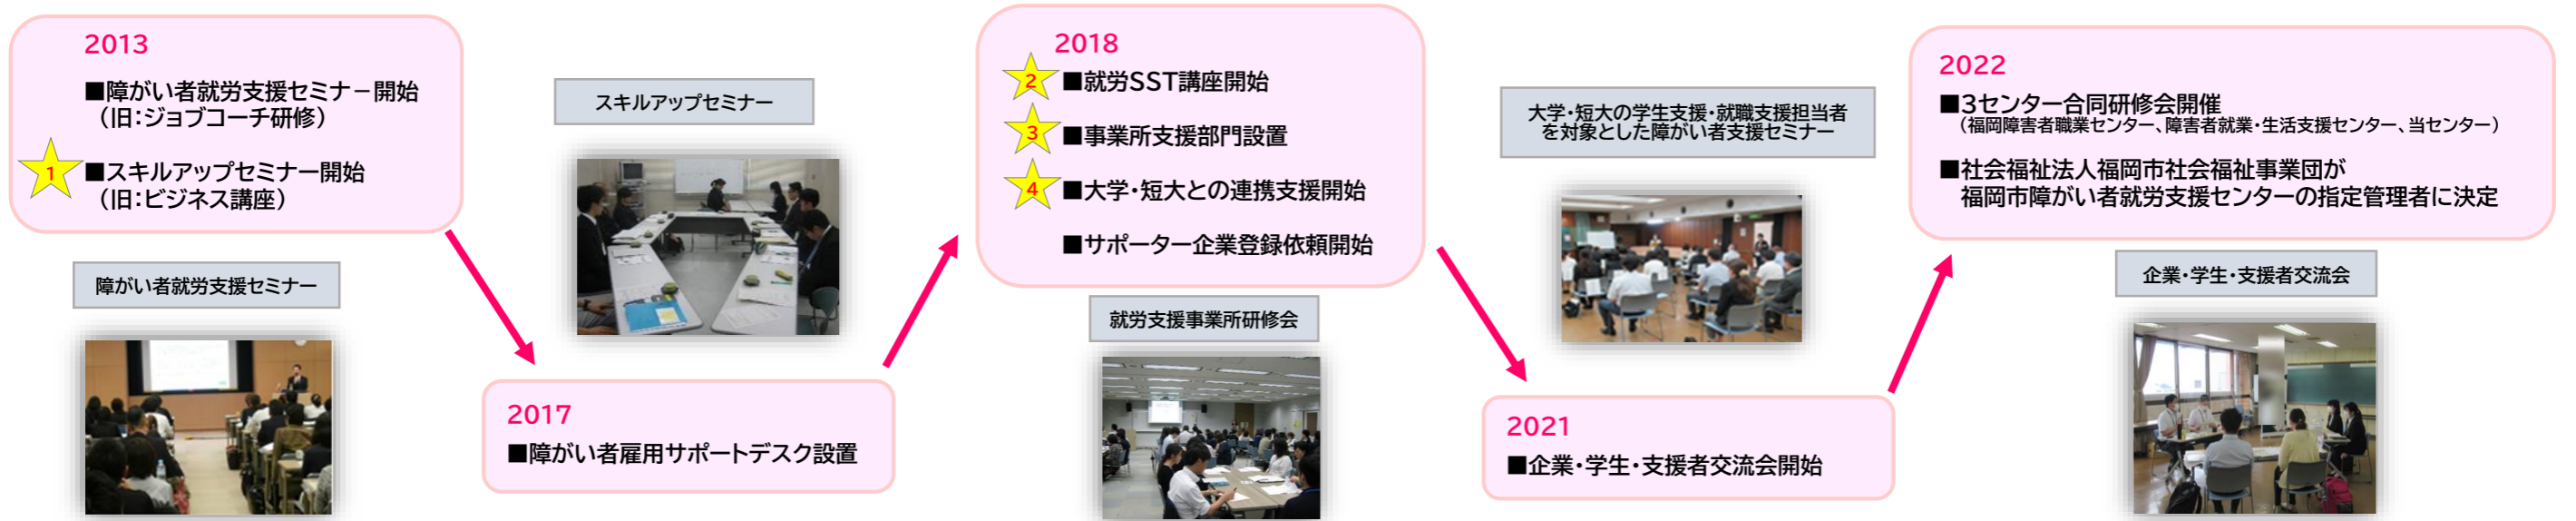 2013
■障がい者就労支援セミナー開始
（旧：ジョブコーチ研修）
1
■スキルアップセミナー開始
（旧：ビジネス講座）
障がい者就労支援セミナー
スキルアップセミナー
2017
■障がい者雇用サポートデスク設置
2018
2
■就労SST講座開始
3
■事業所支援部門設置
4
■大学・短大との連携支援開始
■サポーター企業登録依頼開始
就労支援事業所研修会
大学・短大の学生支援・就職支援担当者
を対象とした障がい者支援セミナー
2021
■企業・学生・支援者交流会開始
2022
■3センター合同研修会開催
（福岡障害者職業センター、障害者就業・生活支援センター、当センター）
■社会福祉法人福岡市社会福祉事業団が
福岡市障がい者就労支援センターの指定管理者に決定
企業・学生・支援者交流会